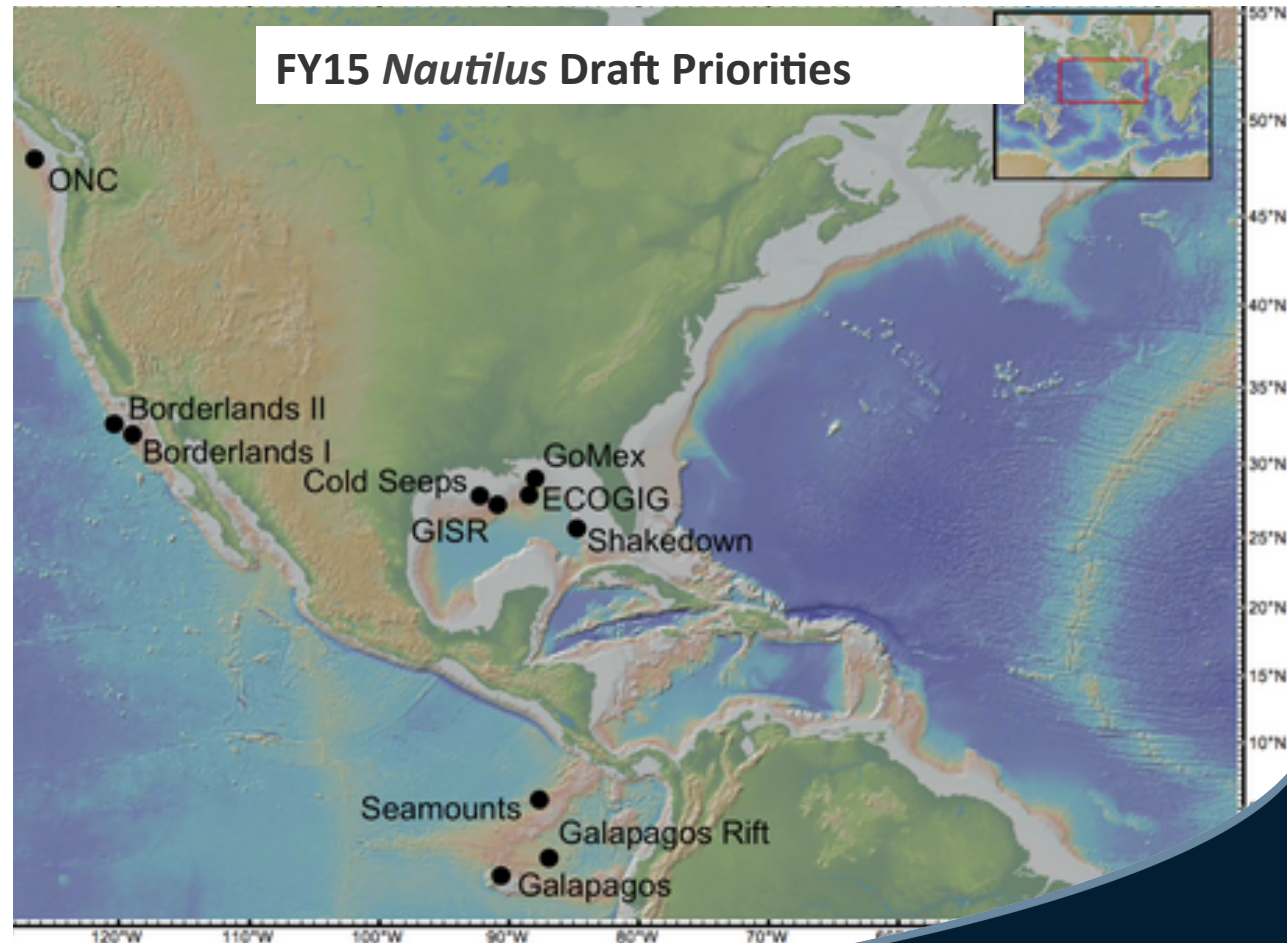 FY15 Nautilus Draft Priorities
55°N
50°N
ONC
45°N
40°N
35°N
Borderlands II
Borderlands I
30°N
GoMex
Cold Seeps
ECOGIG
GISR
Shakedown
25°N
20°N
15°N
10°N
Seamounts
Galapagos Rift
Galapagos
120°W 110°W 100°W 90°W 80°W 70°W